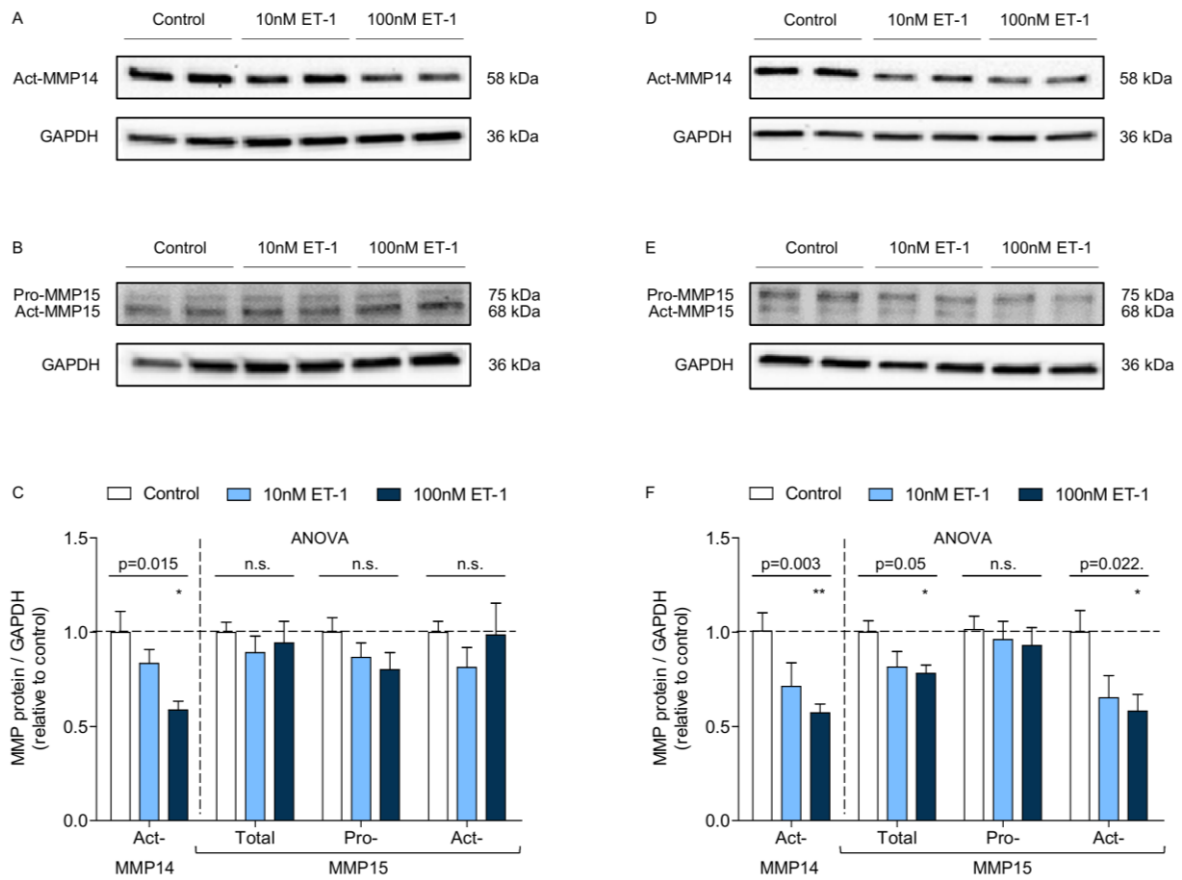 A
Control 10nM ET-1 100nM ET-1
Act-MMP14 58 kDa
GAPDH 36 kDa
B
Control 10nM ET-1 100nM ET-1
Pro-MMP15 75 kDa
Act-MMP15 68 kDa
GAPDH 36 kDa
C
Control 10nM ET-1 100nM ET-1
ANOVA
p=0.015 n.s. n.s. n.s.
*
1.5
1.0
0.5
0.0
MMP protein / GAPDH
(relative to control)
Act- Total Pro- Act-
MMP14 MMP15
D
Control 10nM ET-1 100nM ET-1
Act-MMP14 58 kDa
GAPDH 36 kDa
E
Control 10nM ET-1 100nM ET-1
Pro-MMP15 75 kDa
Act-MMP15 68 kDa
GAPDH 36 kDa
F
Control 10nM ET-1 100nM ET-1
ANOVA
p=0.003 p=0.05 n.s. p=0.022.
** * *
1.5
1.0
0.5
0.0
MMP protein / GAPDH
(relative to control)
Act- Total Pro- Act-
MMP14 MMP15